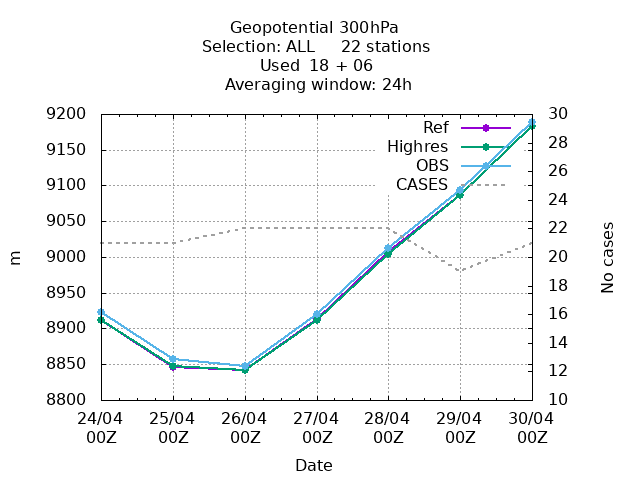 Geopotential 300hPa
Selection: ALL     22 stations
Used  18 + 06
Averaging window: 24h
9200
9150
9100
9050
9000
8950
8900
8850
8800
m
Ref
Highres
OBS
CASES
30
28
26
24
22
20
18
16
14
12
10
No cases
24/04 25/04 26/04 27/04 28/04 29/04 30/04
00Z 00Z 00Z 00Z 00Z 00Z 00Z
Date